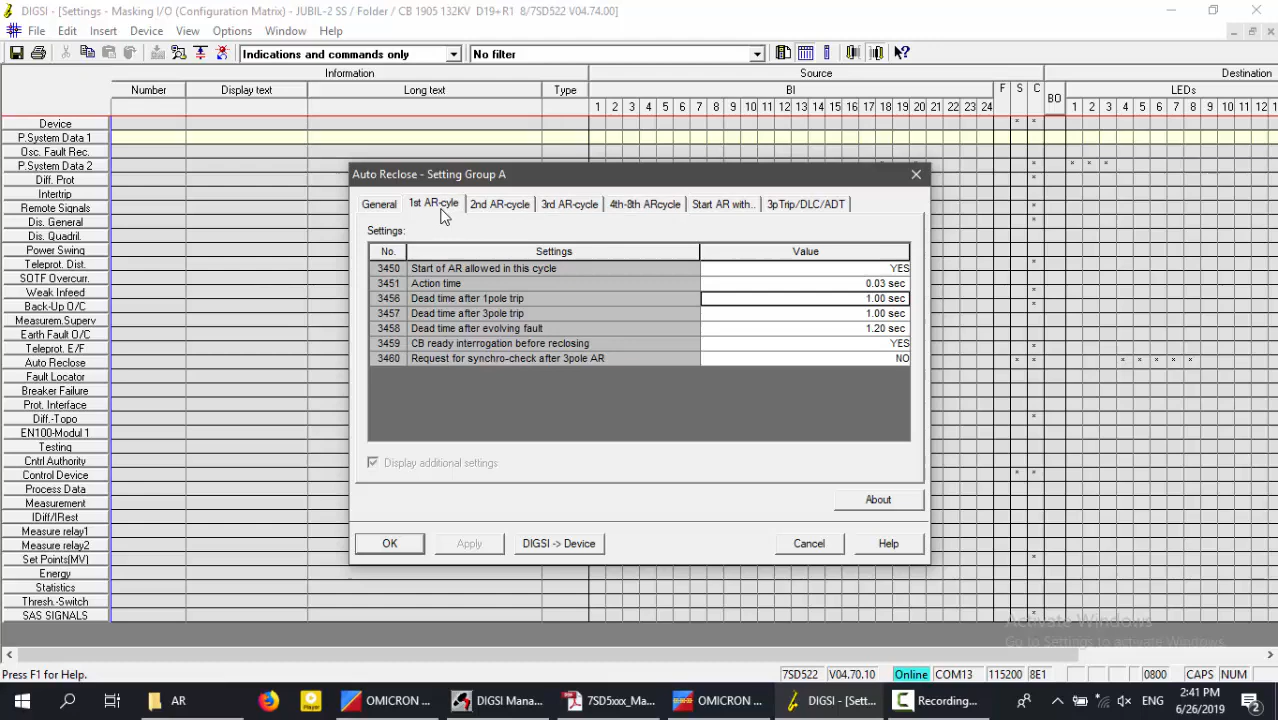 DIGSI - [Settings - Masking I/O (Configuration Matrix) - JUBIL-2 SS / Folder / CB 1905 132KV D19+R1 8/7SD522 V04.74.00]
File Edit Insert Device View Options Window Help
Indications and commands only No filter
Information Source Destination
Number Display text Long text Type BI F S C BO LEDs
1 2 3 4 5 6 7 8 9 10 11 12 13 14 15 16 17 18 19 20 21 22 23 24 1 2 3 4 5 6 7 8 9 10 11 12
Device * *
P.System Data 1
Osc. Fault Rec.
P.System Data 2 * * * *
Diff. Prot *
Intertrip
Remote Signals *
Dis. General *
Dis. Quadril.
Power Swing *
Teleprot. Dist.
SOTF Overcurr. *
Weak Infeed
Back-Up O/C *
Measurem.Superv
Earth Fault O/C
Teleprot. E/F *
Auto Reclose * * * * * * *
Fault Locator
Breaker Failure
Prot. Interface
Diff.-Topo *
EN100-Modul 1
Testing
Cntrl Authority
Control Device * *
Process Data
Measurement
IDiff/IRest
Measure relay1
Measure relay2
Set Points(MV) *
Energy
Statistics
Thresh.-Switch
SAS SIGNALS *
Auto Reclose - Setting Group A
General 1st AR-cyle 2nd AR-cycle 3rd AR-cycle 4th-8th ARcycle Start AR with.. 3pTrip/DLC/ADT
Settings:
No. Settings Value
3450 Start of AR allowed in this cycle YES
3451 Action time 0.03 sec
3456 Dead time after 1pole trip 1.00 sec
3457 Dead time after 3pole trip 1.00 sec
3458 Dead time after evolving fault 1.20 sec
3459 CB ready interrogation before reclosing YES
3460 Request for synchro-check after 3pole AR NO
Display additional settings
About
OK Apply DIGSI -> Device Cancel Help
Activate Windows
Go to Settings to activate Windows.
Press F1 for Help. 7SD522 V04.70.10 Online COM13 115200 8E1 0800 CAPS NUM
AR Player OMICRON ... DIGSI Mana... 7SD5xxx_Ma... OMICRON ... DIGSI - [Sett... Recording... ENG 2:41 PM
6/26/2019 2